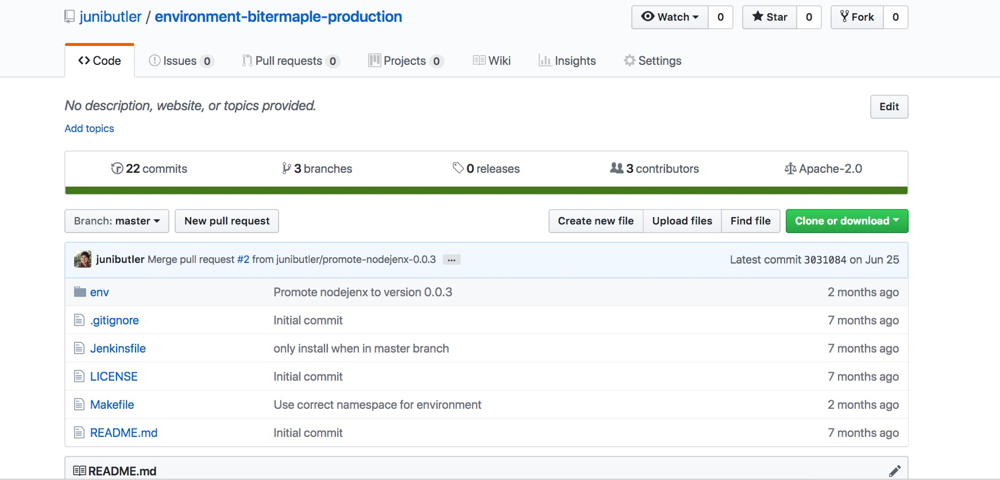 junibutler / environment-bitermaple-production
Watch 0 Star 0 Fork 0
Code Issues 0 Pull requests 0 Projects 0 Wiki Insights Settings
No description, website, or topics provided.
Edit
Add topics
22 commits 3 branches 0 releases 3 contributors Apache-2.0
Branch: master New pull request Create new file Upload files Find file Clone or download
junibutler Merge pull request #2 from junibutler/promote-nodejenx-0.0.3 ... Latest commit 3031084 on Jun 25
env Promote nodejenx to version 0.0.3 2 months ago
.gitignore Initial commit 7 months ago
Jenkinsfile only install when in master branch 7 months ago
LICENSE Initial commit 7 months ago
Makefile Use correct namespace for environment 2 months ago
README.md Initial commit 7 months ago
README.md